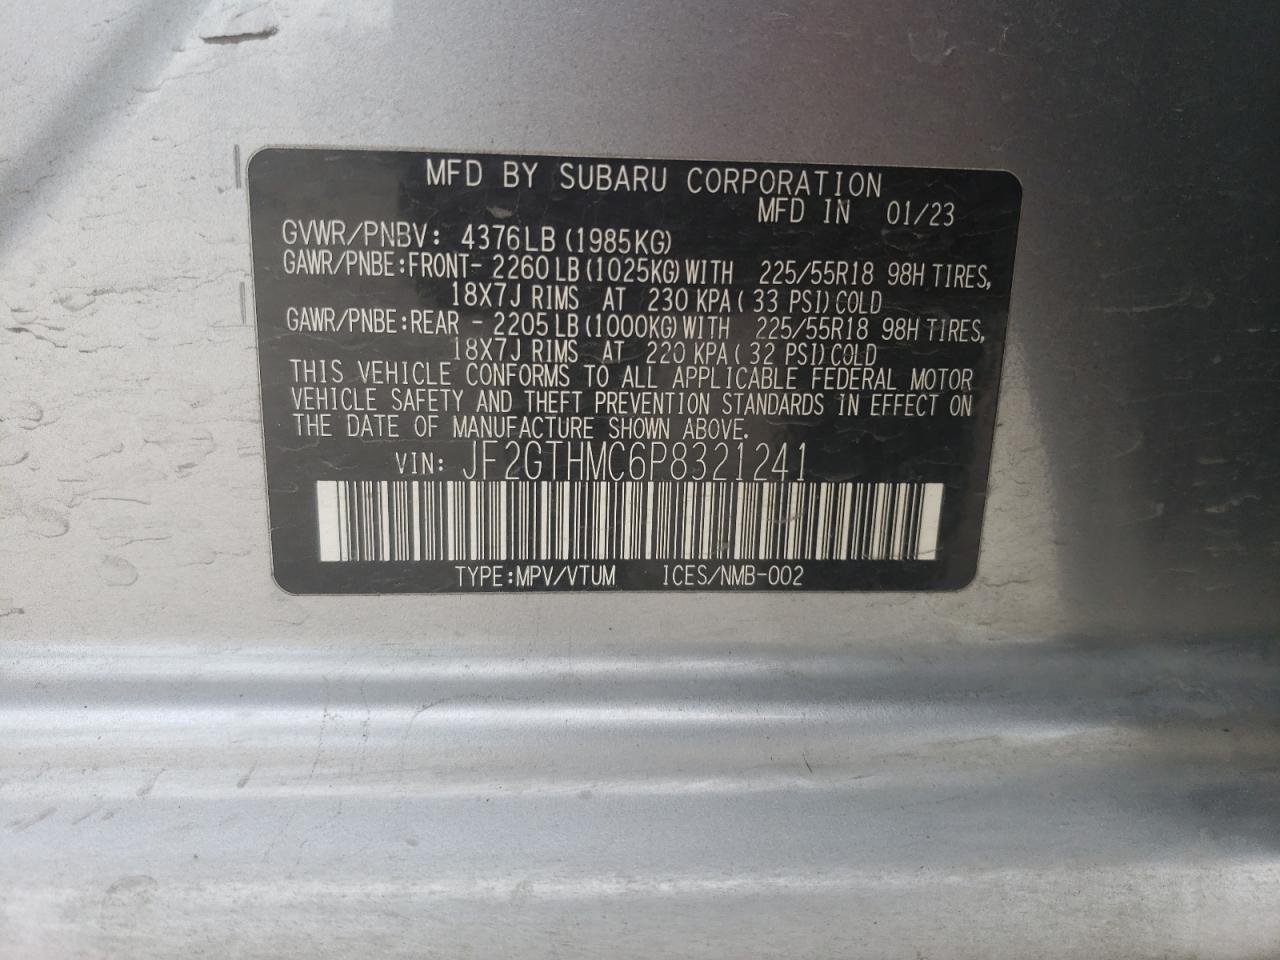 MFD BY SUBARU CORPORATION
MFD IN 01/23
GVWR/PNBV: 4376LB (1985KG)
GAWR/PNBE:FRONT- 2260 LB (1025KG) WITH 225/55R18 98H TIRES,
18X7J RIMS AT 230 KPA ( 33 PSI) COLD
GAWR/PNBE:REAR - 2205 LB (1000KG) WITH 225/55R18 98H TIRES,
18X7J RIMS AT 220 KPA ( 32 PSI) COLD
THIS VEHICLE CONFORMS TO ALL APPLICABLE FEDERAL MOTOR
VEHICLE SAFETY AND THEFT PREVENTION STANDARDS IN EFFECT ON
THE DATE OF MANUFACTURE SHOWN ABOVE.
VIN: JF2GTHMC6P8321241
TYPE:MPV/VTUM ICES/NMB-002